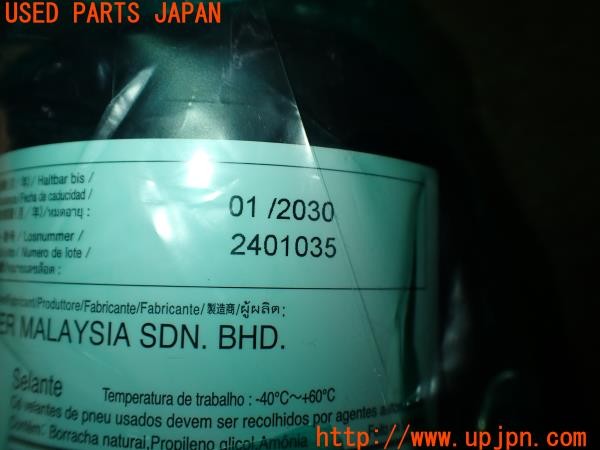 USED PARTS JAPAN
/ Haltbar bis /
/Fecha de caducidad/
/หมดอายุ :
01 /2030
/ Losnummer /
/ Numero de lote /
2401035
/Produttore/Fabricante/Fabricante/製造商/ผู้ผลิต:
ER MALAYSIA SDN. BHD.
Selante
Temperatura de trabalho : -40°C～+60°C
de pneu usados devem ser recolhidos por agentes
Borracha natural,Propileno glicol,Amônia
http://www.upjpn.com